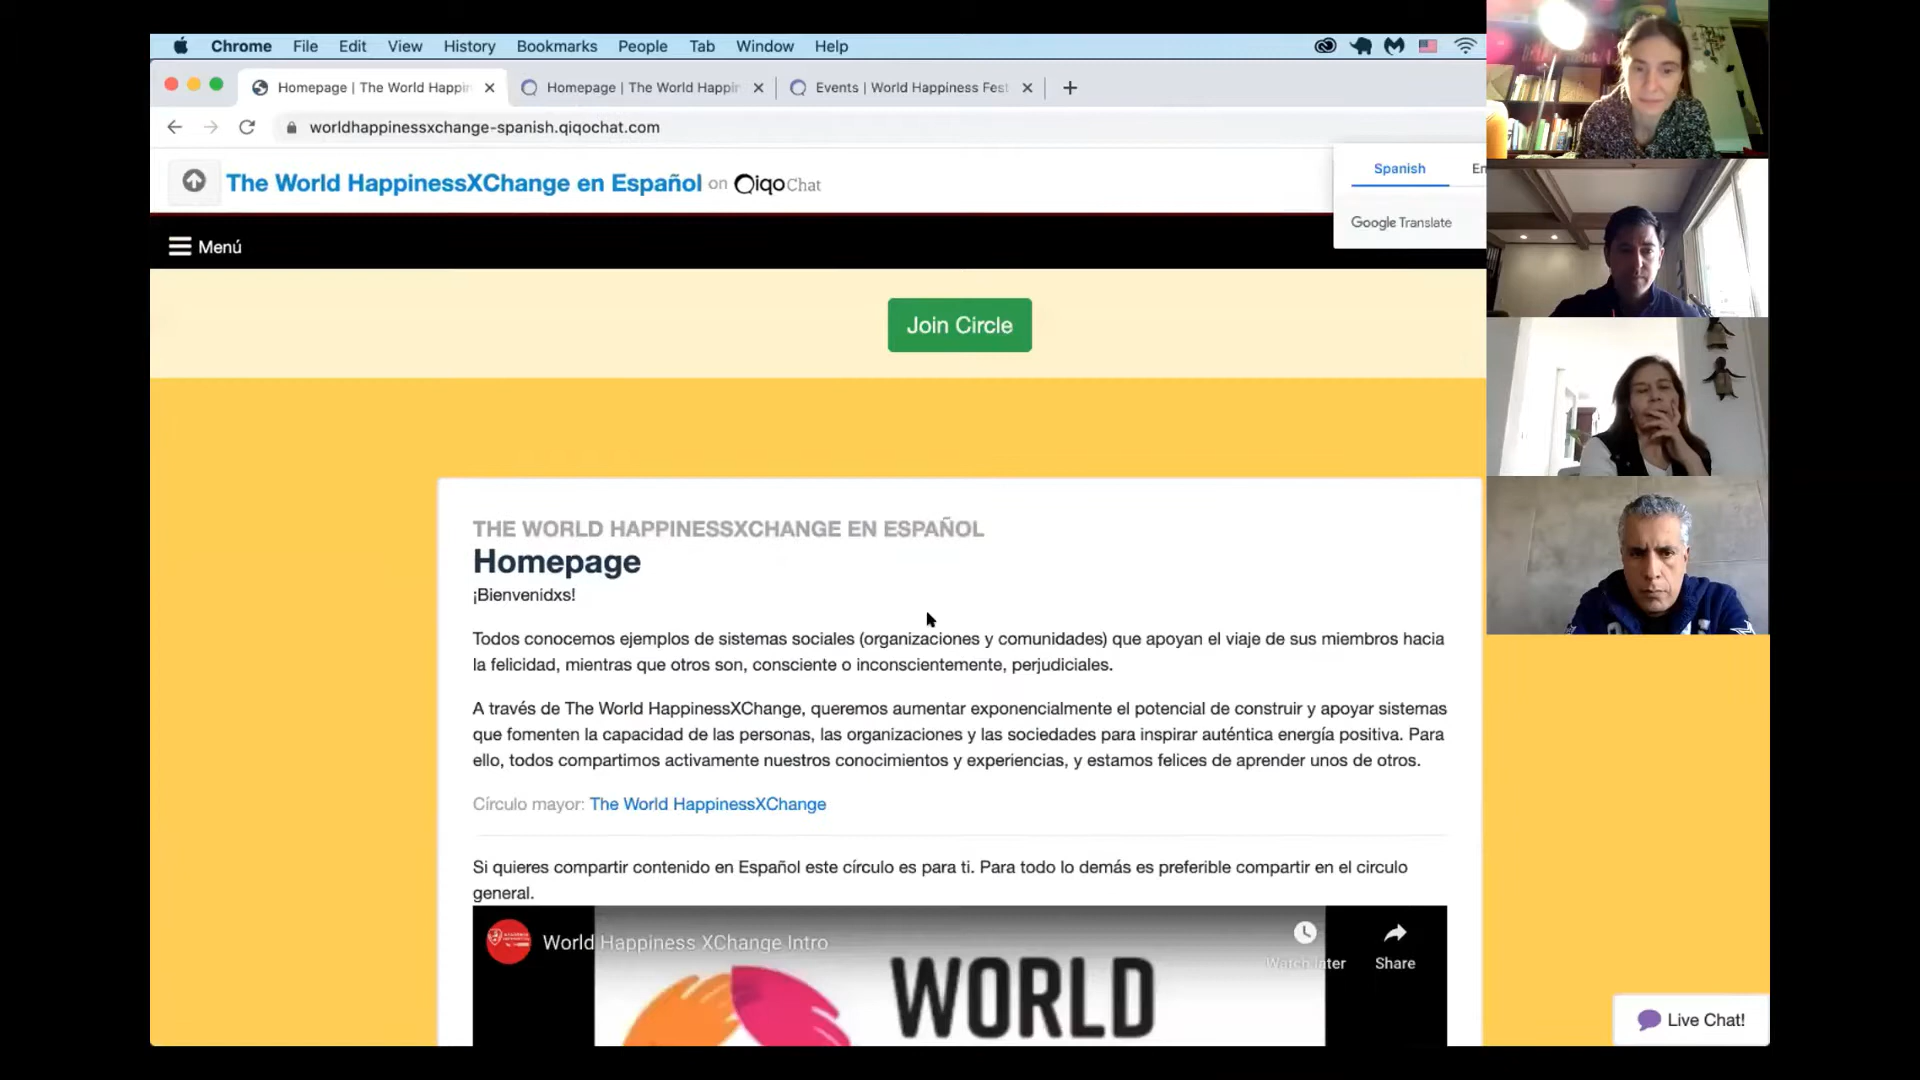 Chrome File Edit View History Bookmarks People Tab Window Help
Homepage | The World Happin
Homepage | The World Happin
Events | World Happiness Fest
worldhappinessxchange-spanish.qiqochat.com
The World HappinessXChange en Español on QiqoChat
Spanish En
Google Translate
Menú
Join Circle
THE WORLD HAPPINESSXCHANGE EN ESPAÑOL
Homepage
¡Bienvenidxs!
Todos conocemos ejemplos de sistemas sociales (organizaciones y comunidades) que apoyan el viaje de sus miembros hacia
la felicidad, mientras que otros son, consciente o inconscientemente, perjudiciales.
A través de The World HappinessXChange, queremos aumentar exponencialmente el potencial de construir y apoyar sistemas
que fomenten la capacidad de las personas, las organizaciones y las sociedades para inspirar auténtica energía positiva. Para
ello, todos compartimos activamente nuestros conocimientos y experiencias, y estamos felices de aprender unos de otros.
Círculo mayor: The World HappinessXChange
Si quieres compartir contenido en Español este círculo es para ti. Para todo lo demás es preferible compartir en el circulo
general.
World Happiness XChange Intro
Watch later
Share
WORLD
Live Chat!